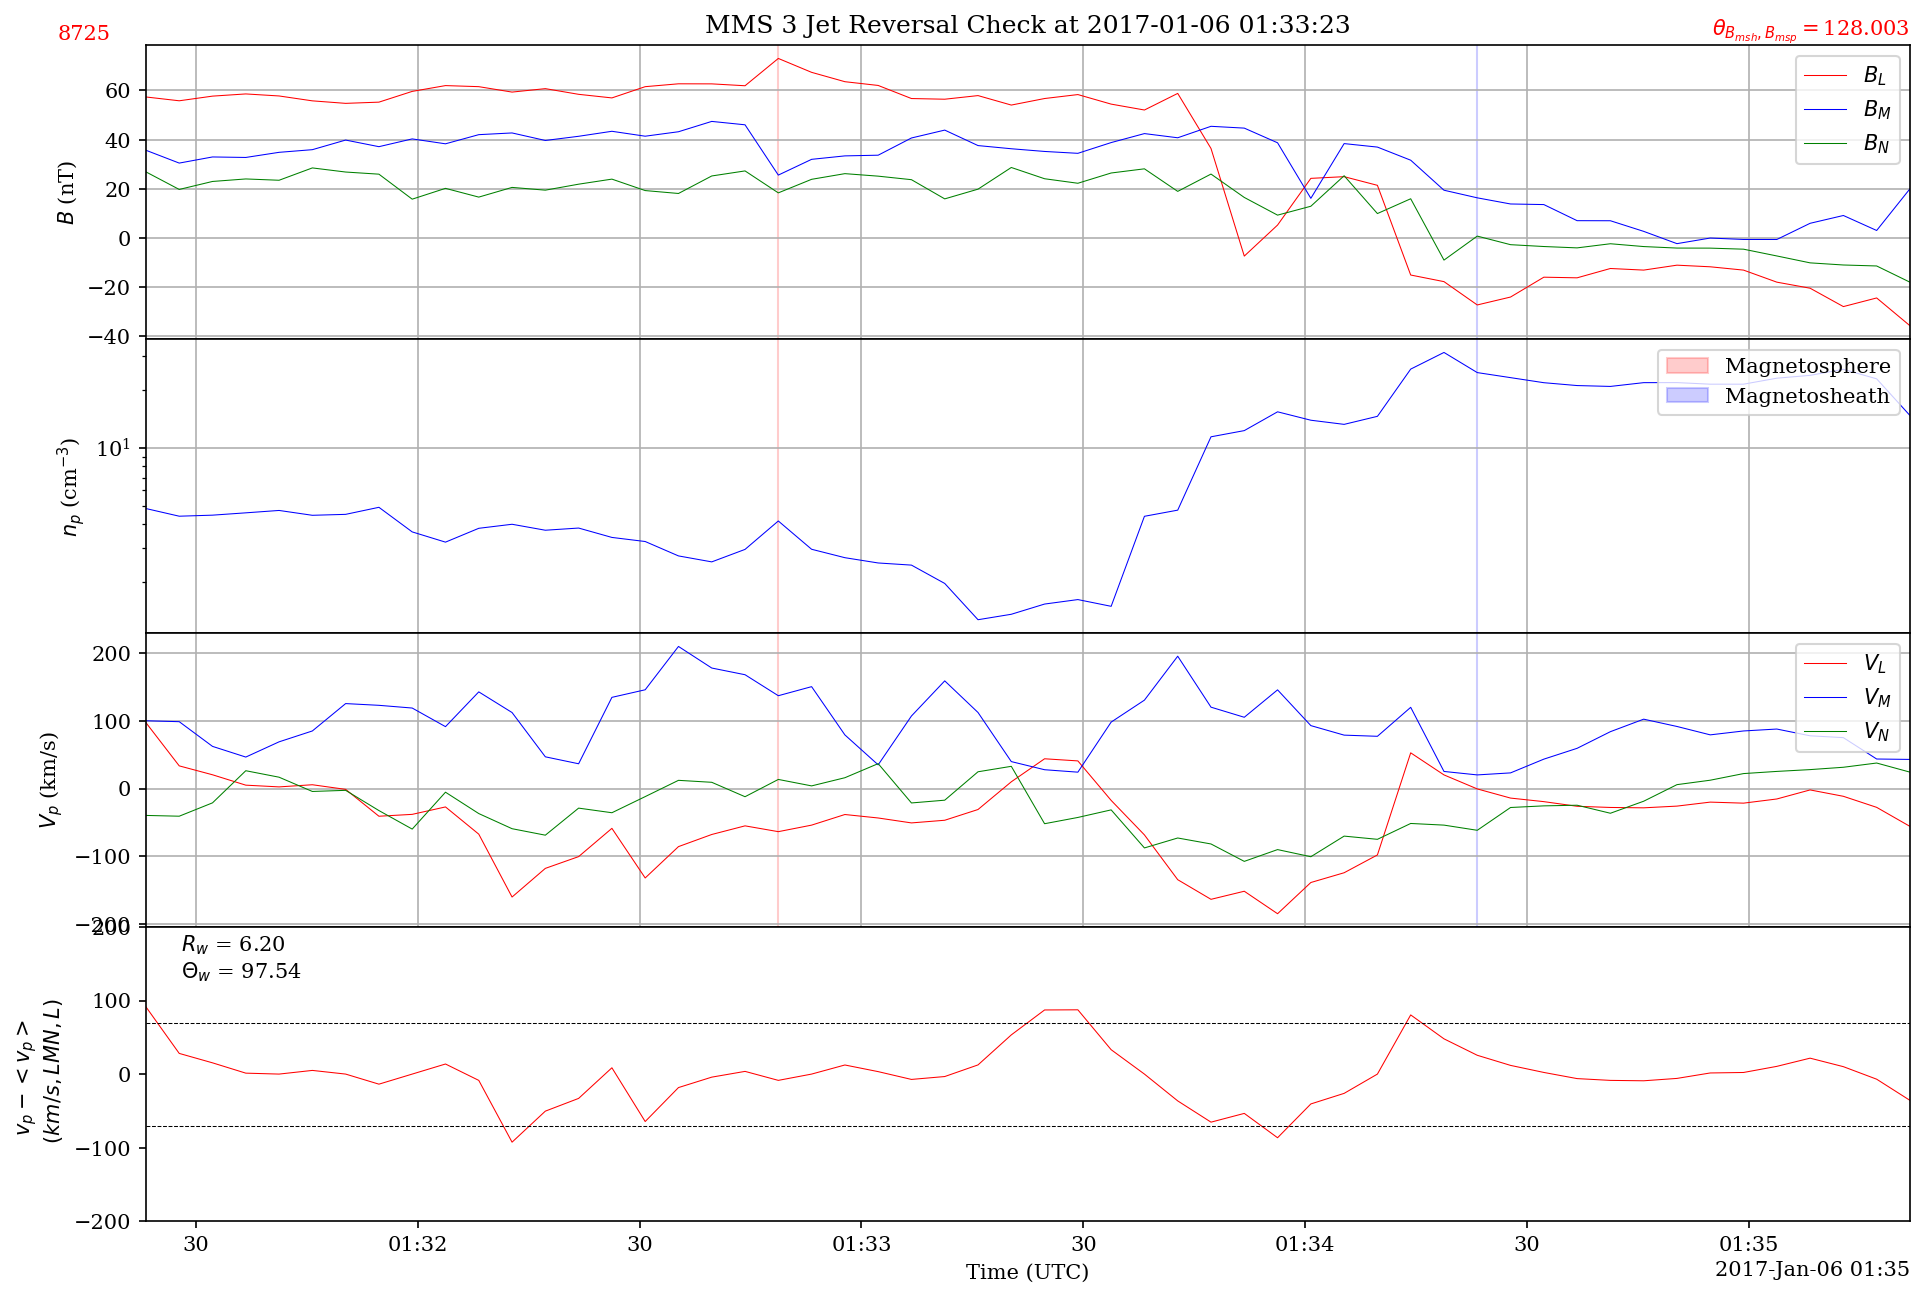 8725
MMS 3 Jet Reversal Check at 2017-01-06 01:33:23
θ_{B_{msh}, B_{msp}} = 128.003
B (nT)
60
40
20
0
−20
−40
B_L
B_M
B_N
n_p (cm^{−3})
10^1
Magnetosphere
Magnetosheath
V_p (km/s)
200
100
0
−100
−200
V_L
V_M
V_N
v_p − <v_p>
(km/s, LMN, L)
200
100
0
−100
−200
R_w = 6.20
Θ_w = 97.54
30
01:32
30
01:33
30
01:34
30
01:35
Time (UTC)
2017-Jan-06 01:35